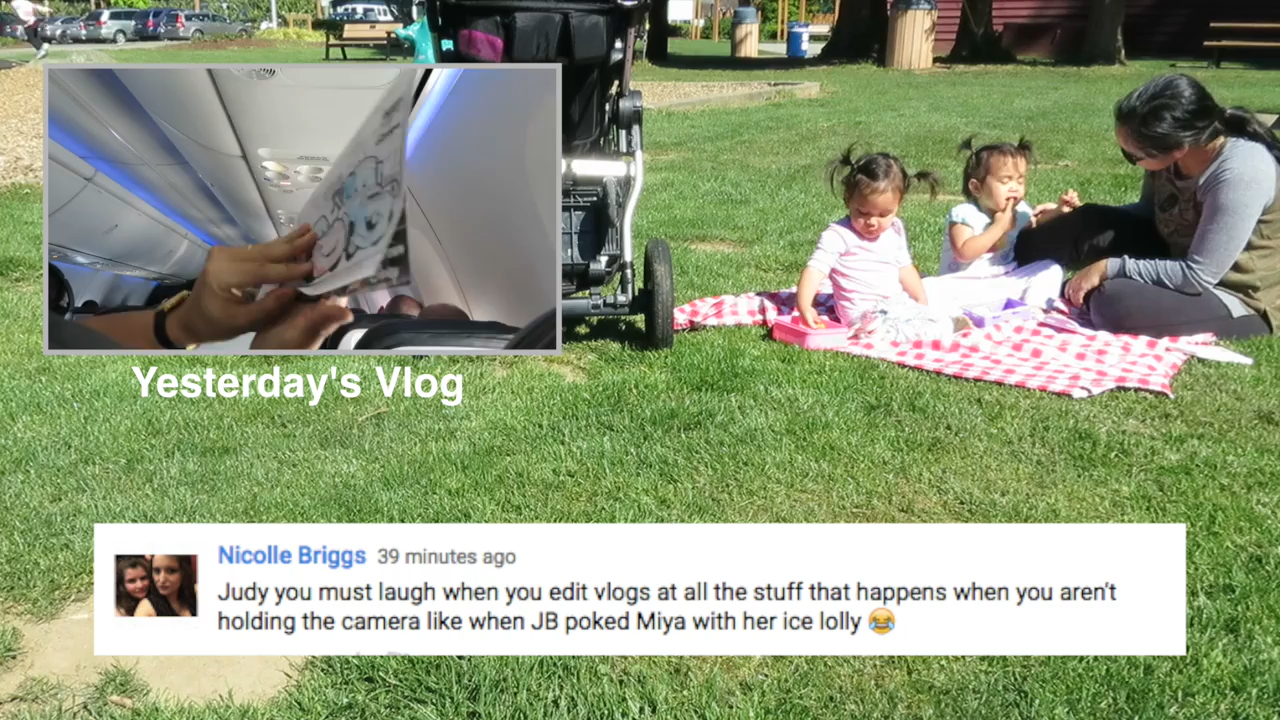 Yesterday's Vlog
Nicolle Briggs 39 minutes ago
Judy you must laugh when you edit vlogs at all the stuff that happens when you aren't
holding the camera like when JB poked Miya with her ice lolly 😂